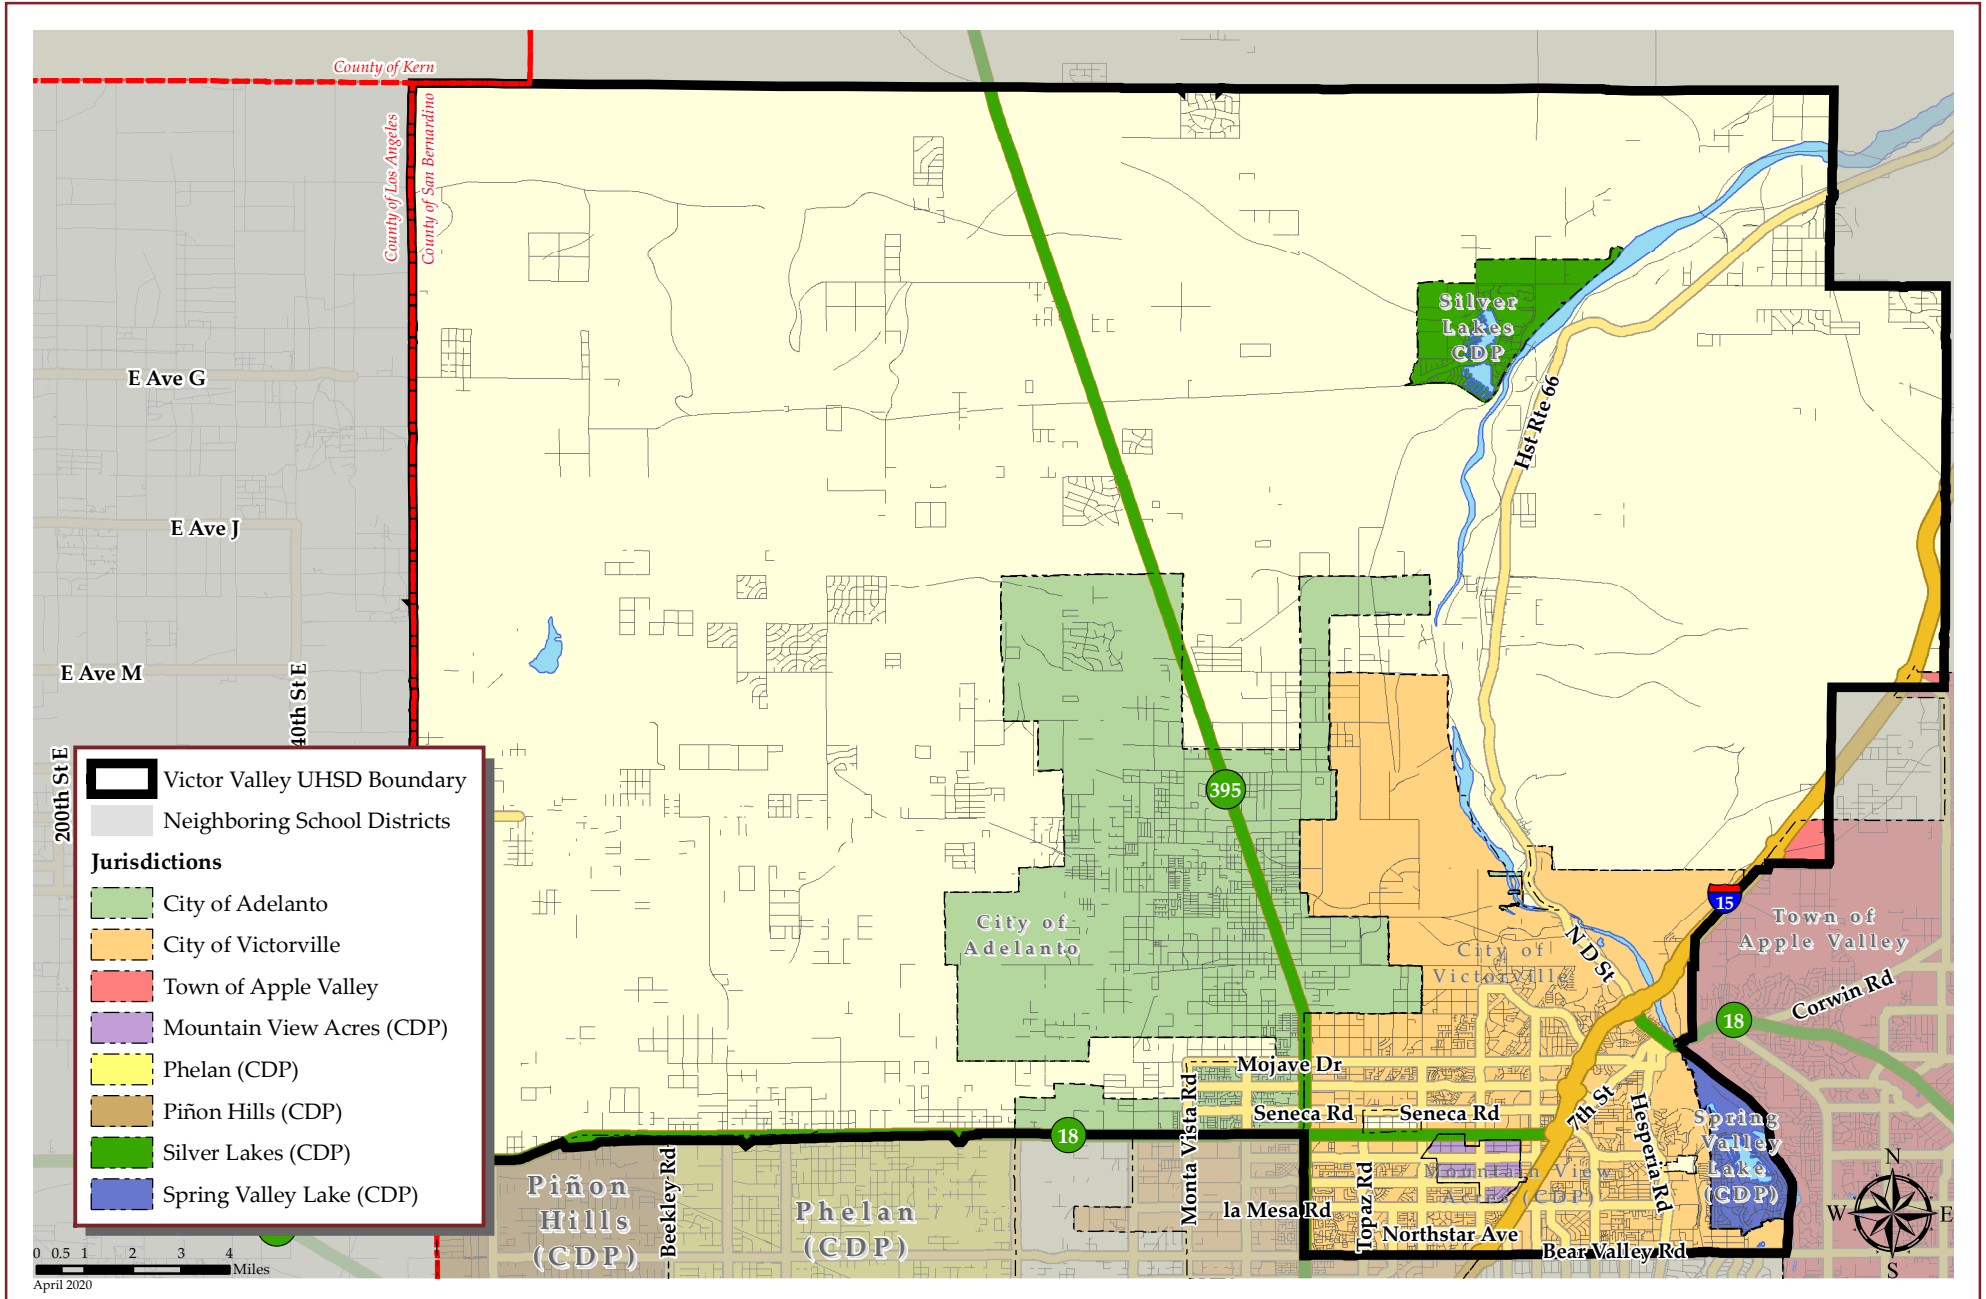 County of Kern
County of Los Angeles
County of San Bernardino
Silver
Lakes
CDP
E Ave G
Hst Rte 66
E Ave J
E Ave M
40th St E
200th St E
395
15
City of
Adelanto
City of
Victorville
N D St
Town of
Apple Valley
Corwin Rd
18
Mojave Dr
Seneca Rd
Seneca Rd
7th St
Hesperia Rd
Spring
Valley
Lake
(CDP)
18
Monta Vista Rd
Beekley Rd
Piñon
Hills
(CDP)
Phelan
(CDP)
Mountain View
Acres (CDP)
la Mesa Rd
Topaz Rd
Northstar Ave
Bear Valley Rd
N
W
E
S
Victor Valley UHSD Boundary
Neighboring School Districts
Jurisdictions
City of Adelanto
City of Victorville
Town of Apple Valley
Mountain View Acres (CDP)
Phelan (CDP)
Piñon Hills (CDP)
Silver Lakes (CDP)
Spring Valley Lake (CDP)
0 0.5 1 2 3 4
Miles
April 2020